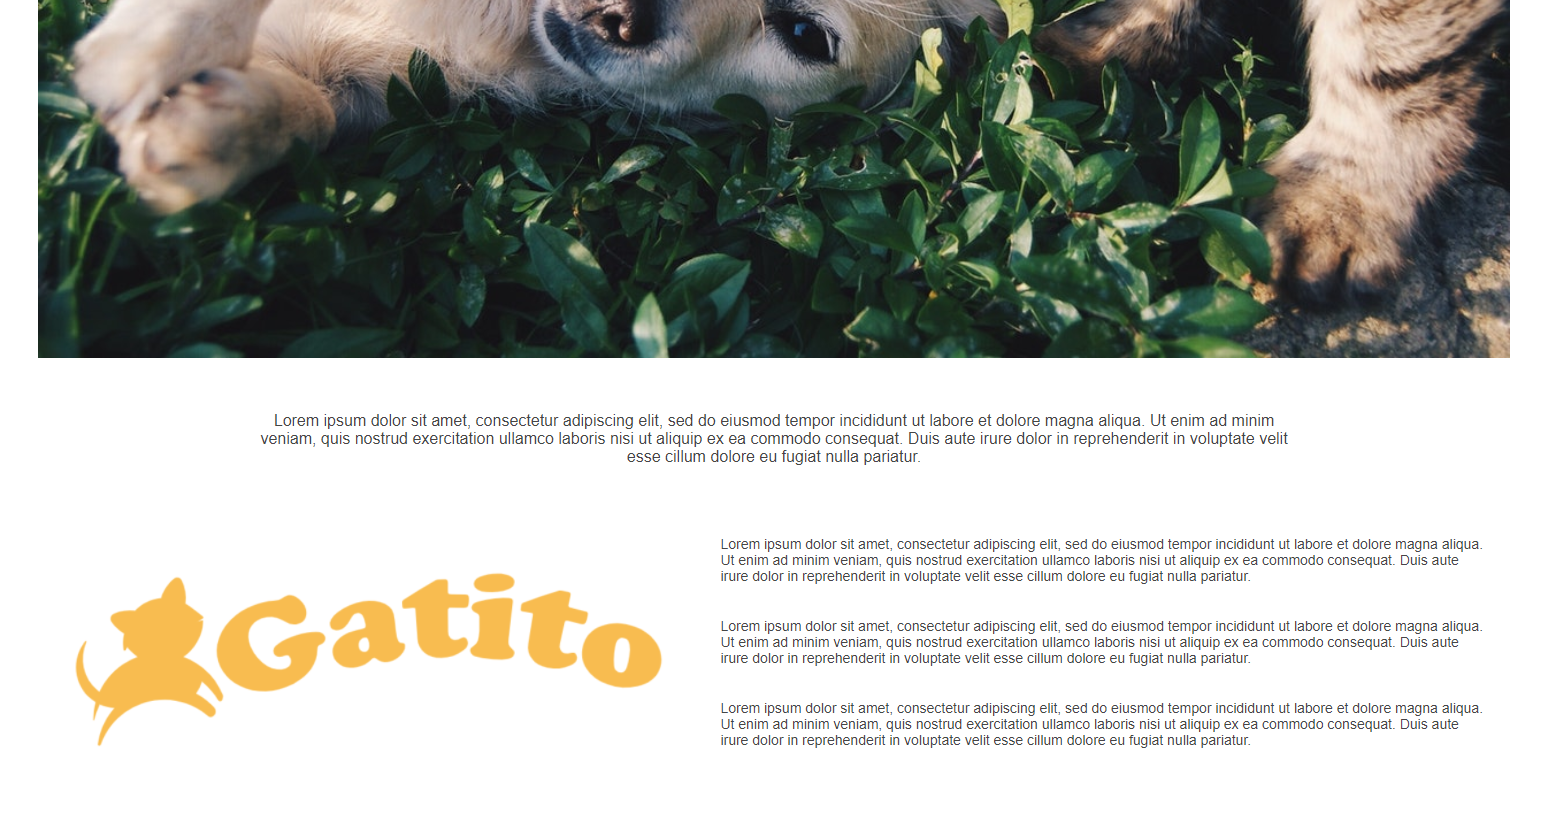 Lorem ipsum dolor sit amet, consectetur adipiscing elit, sed do eiusmod tempor incididunt ut labore et dolore magna aliqua. Ut enim ad minim
veniam, quis nostrud exercitation ullamco laboris nisi ut aliquip ex ea commodo consequat. Duis aute irure dolor in reprehenderit in voluptate velit
esse cillum dolore eu fugiat nulla pariatur.
Gatito
Lorem ipsum dolor sit amet, consectetur adipiscing elit, sed do eiusmod tempor incididunt ut labore et dolore magna aliqua.
Ut enim ad minim veniam, quis nostrud exercitation ullamco laboris nisi ut aliquip ex ea commodo consequat. Duis aute
irure dolor in reprehenderit in voluptate velit esse cillum dolore eu fugiat nulla pariatur.
Lorem ipsum dolor sit amet, consectetur adipiscing elit, sed do eiusmod tempor incididunt ut labore et dolore magna aliqua.
Ut enim ad minim veniam, quis nostrud exercitation ullamco laboris nisi ut aliquip ex ea commodo consequat. Duis aute
irure dolor in reprehenderit in voluptate velit esse cillum dolore eu fugiat nulla pariatur.
Lorem ipsum dolor sit amet, consectetur adipiscing elit, sed do eiusmod tempor incididunt ut labore et dolore magna aliqua.
Ut enim ad minim veniam, quis nostrud exercitation ullamco laboris nisi ut aliquip ex ea commodo consequat. Duis aute
irure dolor in reprehenderit in voluptate velit esse cillum dolore eu fugiat nulla pariatur.